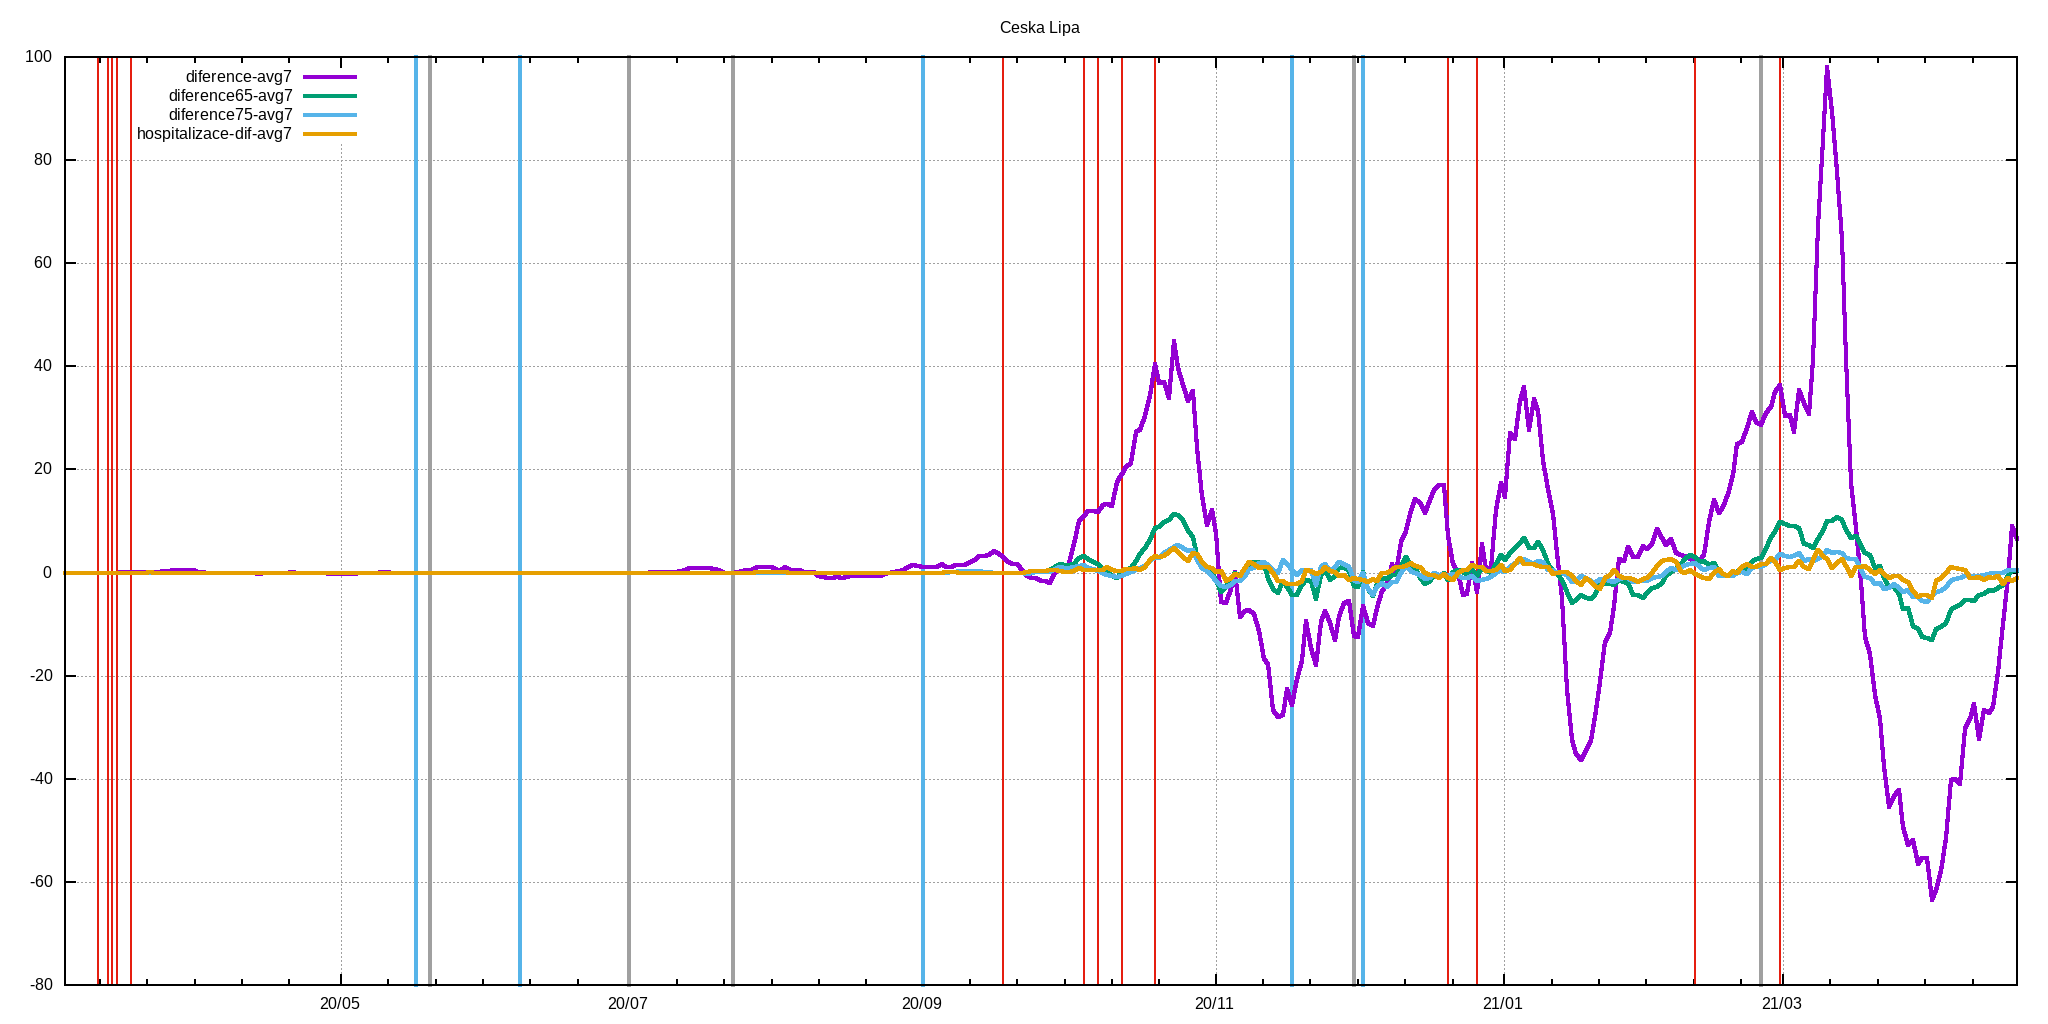 Ceska Lipa
diference-avg7
diference65-avg7
diference75-avg7
hospitalizace-dif-avg7
100
80
60
40
20
0
-20
-40
-60
-80
20/05 20/07 20/09 20/11 21/01 21/03